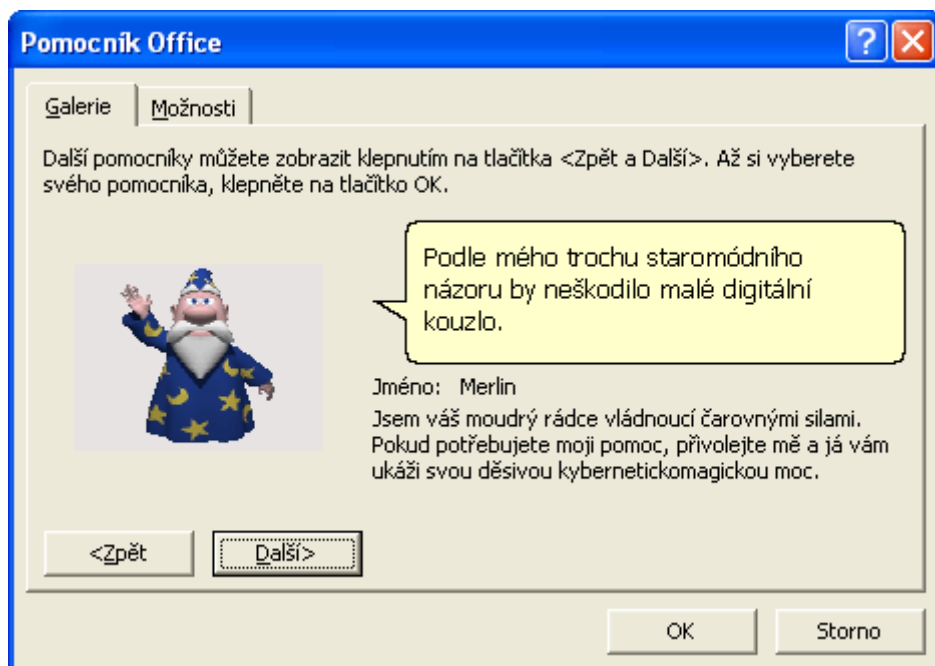 Pomocník Office
Galerie
Možnosti
Další pomocníky můžete zobrazit klepnutím na tlačítka <Zpět a Další>. Až si vyberete
svého pomocníka, klepněte na tlačítko OK.
Podle mého trochu staromódního
názoru by neškodilo malé digitální
kouzlo.
Jméno: Merlin
Jsem váš moudrý rádce vládnoucí čarovnými silami.
Pokud potřebujete moji pomoc, přivolejte mě a já vám
ukáži svou děsivou kybernetickomagickou moc.
<Zpět
Další>
OK
Storno